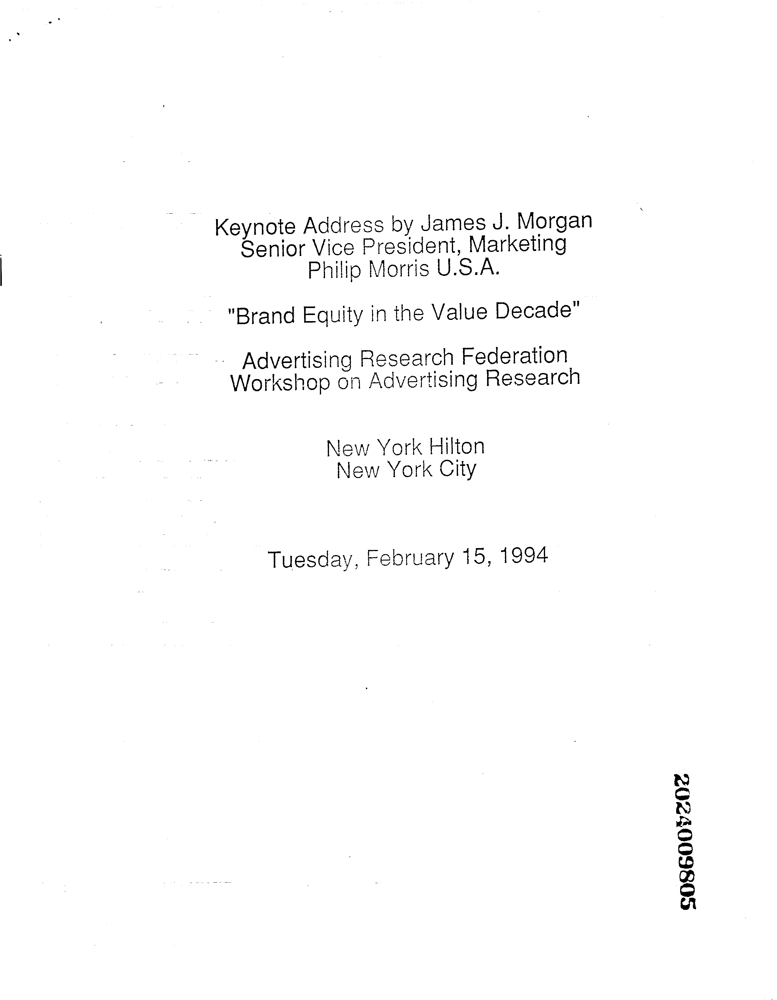 Keynote Address by James J. Morgan
Senior Vice President, Marketing
Philip Morris U.S.A.
"Brand Equity in the Value Decade"
Advertising Research Federation
Workshop on Advertising Research
New York Hilton
New York City
Tuesday, February 15, 1994
2024009805